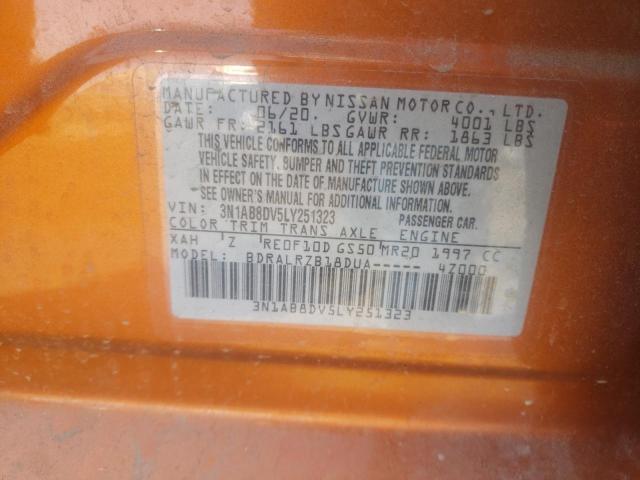 MANUFACTURED BY NISSAN MOTOR CO., LTD.
DATE: 06/20. GVWR: 4001 LBS
GAWR FR: 2161 LBS GAWR RR: 1863 LBS
THIS VEHICLE CONFORMS TO ALL APPLICABLE FEDERAL MOTOR
VEHICLE SAFETY, BUMPER AND THEFT PREVENTION STANDARDS
IN EFFECT ON THE DATE OF MANUFACTURE SHOWN ABOVE.
SEE OWNER'S MANUAL FOR ADDITIONAL INFORMATION.
VIN: 3N1AB8DV5LY251323 PASSENGER CAR
COLOR TRIM TRANS AXLE ENGINE
XAH Z RE0F10D GS50 MR20 1997 CC
MODEL: BDRALRZB18DUA----- 4Z000
3N1AB8DV5LY251323